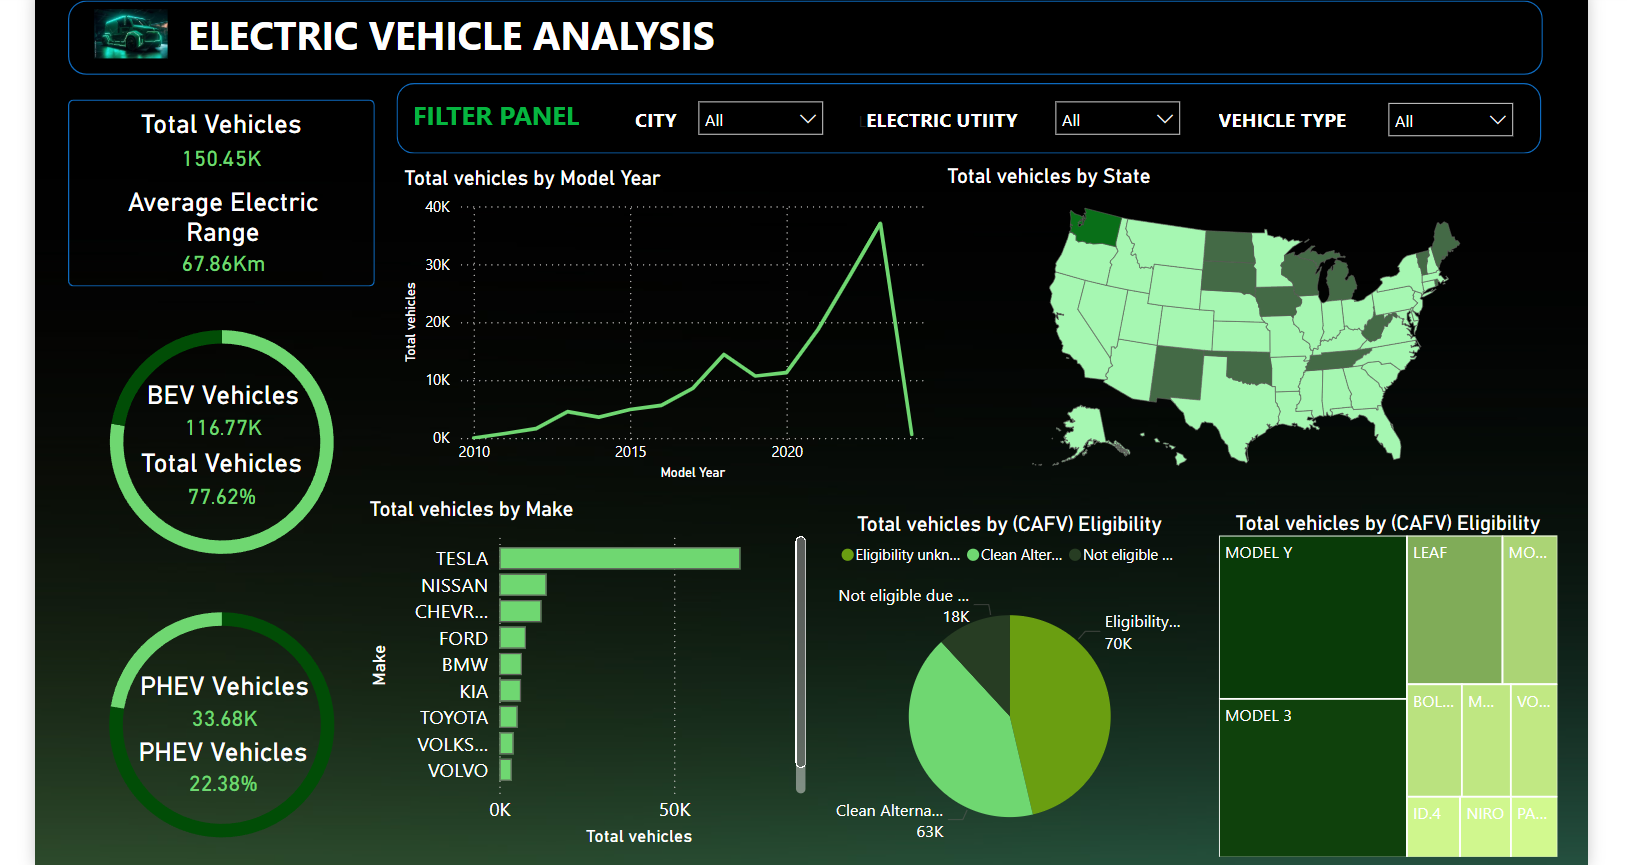 ELECTRIC VEHICLE ANALYSIS
FILTER PANEL
CITY
All
ELECTRIC UTIITY
All
VEHICLE TYPE
All
Total Vehicles
150.45K
Average Electric
Range
67.86Km
BEV Vehicles
116.77K
Total Vehicles
77.62%
PHEV Vehicles
33.68K
PHEV Vehicles
22.38%
Total vehicles by Model Year
Total vehicles
40K
30K
20K
10K
0K
2010
2015
2020
Model Year
Total vehicles by State
Total vehicles by Make
Make
TESLA
NISSAN
CHEVR...
FORD
BMW
KIA
TOYOTA
VOLKS...
VOLVO
0K
50K
Total vehicles
Total vehicles by (CAFV) Eligibility
Eligibility unkn...
Clean Alter...
Not eligible ...
Not eligible due ...
18K
Eligibility...
70K
Clean Alterna...
63K
Total vehicles by (CAFV) Eligibility
MODEL Y
LEAF
MO...
MODEL 3
BOL...
M...
VO...
ID.4
NIRO
PA...